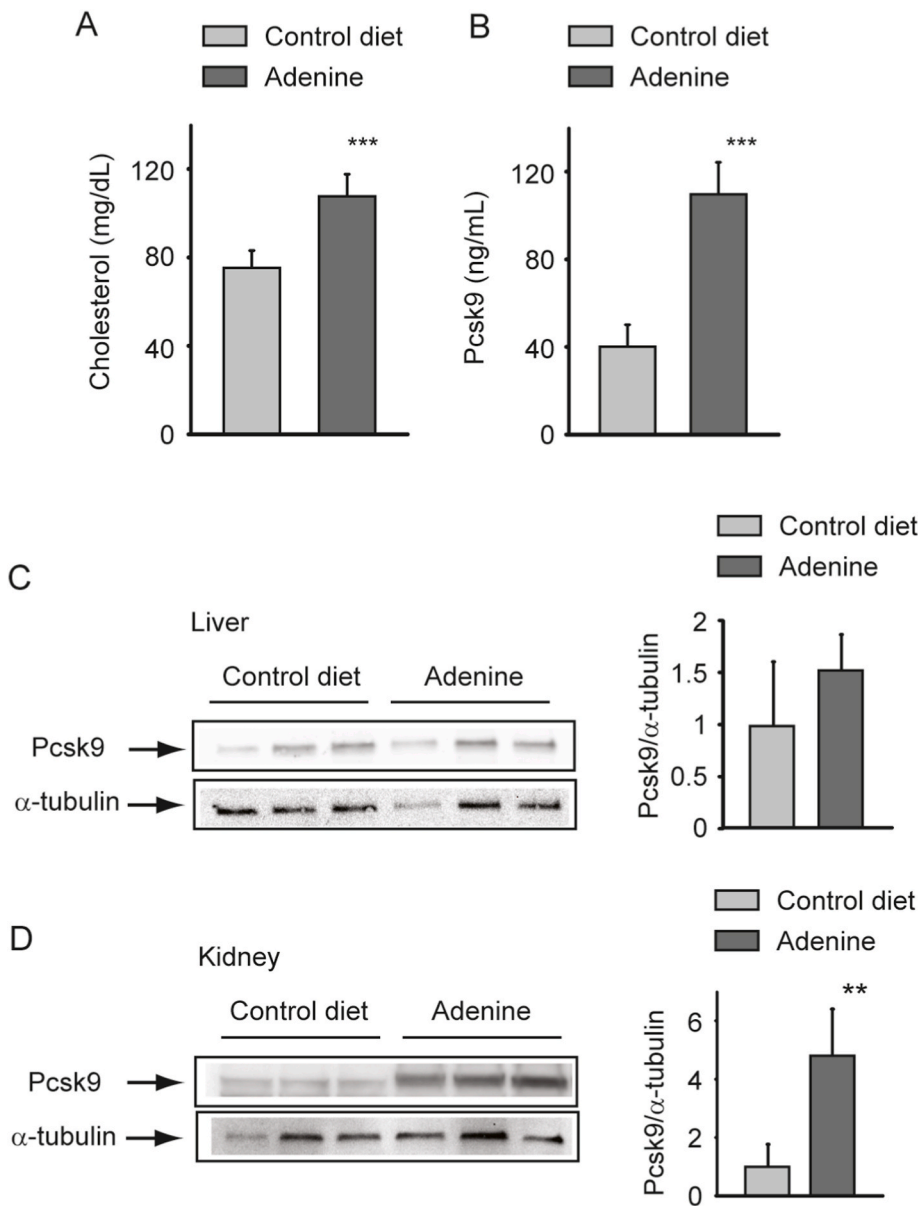 A
Control diet
Adenine
Cholesterol (mg/dL)
120
80
40
0
***
B
Control diet
Adenine
Pcsk9 (ng/mL)
120
80
40
0
***
C
Liver
Control diet
Adenine
Pcsk9
α-tubulin
Control diet
Adenine
Pcsk9/α-tubulin
2
1.5
1
0.5
0
D
Kidney
Control diet
Adenine
Pcsk9
α-tubulin
Control diet
Adenine
Pcsk9/α-tubulin
6
4
2
0
**